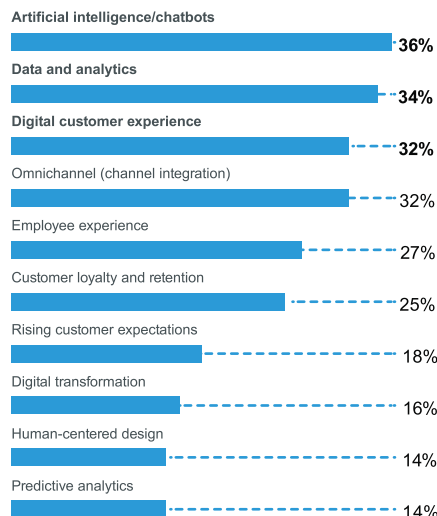 Artificial intelligence/chatbots
36%
Data and analytics
34%
Digital customer experience
32%
Omnichannel (channel integration)
32%
Employee experience
27%
Customer loyalty and retention
25%
Rising customer expectations
18%
Digital transformation
16%
Human-centered design
14%
Predictive analytics
14%